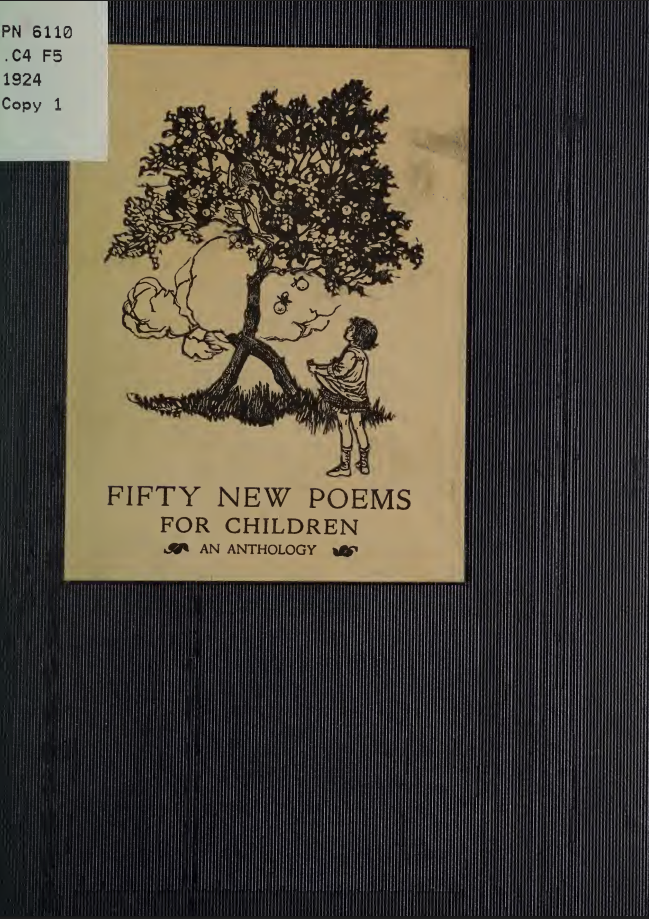 PN 6110
.C4 F5
1924
Copy 1
FIFTY NEW POEMS
FOR CHILDREN
AN ANTHOLOGY